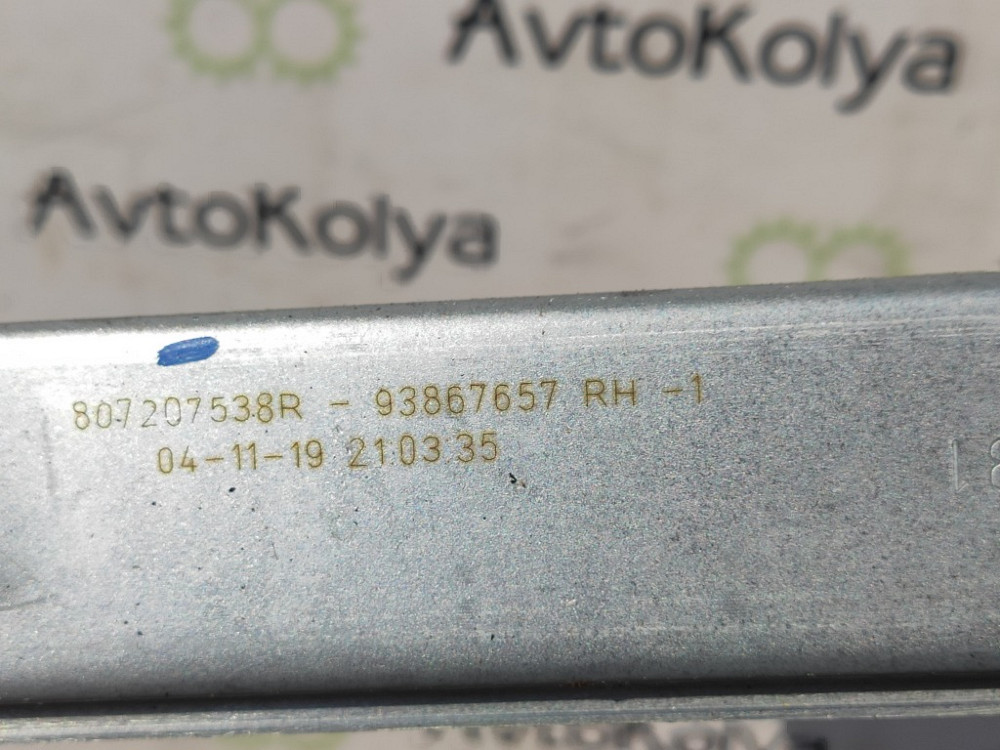 AvtoKolya
AvtoKolya
807207538R - 93867657 RH -1
04-11-19 21:03:35